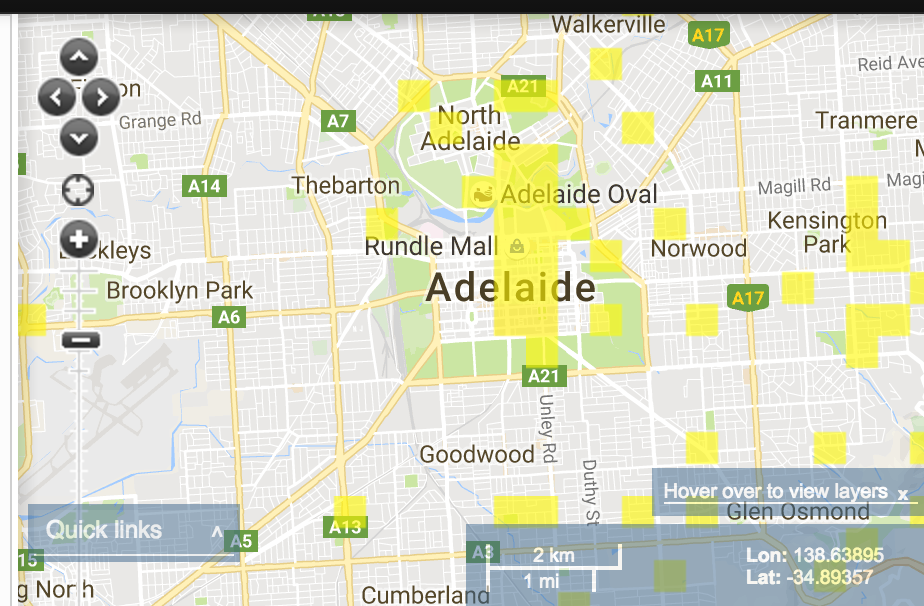 Walkerville
A17
Reid Ave
A11
A21
Grange Rd
A7
North
Adelaide
Tranmere
A14
Thebarton
Adelaide Oval
Magill Rd
Kensington
Park
Rundle Mall
Norwood
Brooklyn Park
Adelaide
A6
A17
A21
Unley Rd
Goodwood
Duthy St
Hover over to view layers x
Glen Osmond
Quick links ^
A13
A5
A3
2 km
1 mi
Lon: 138.63895
Lat: -34.89357
15
Cumberland